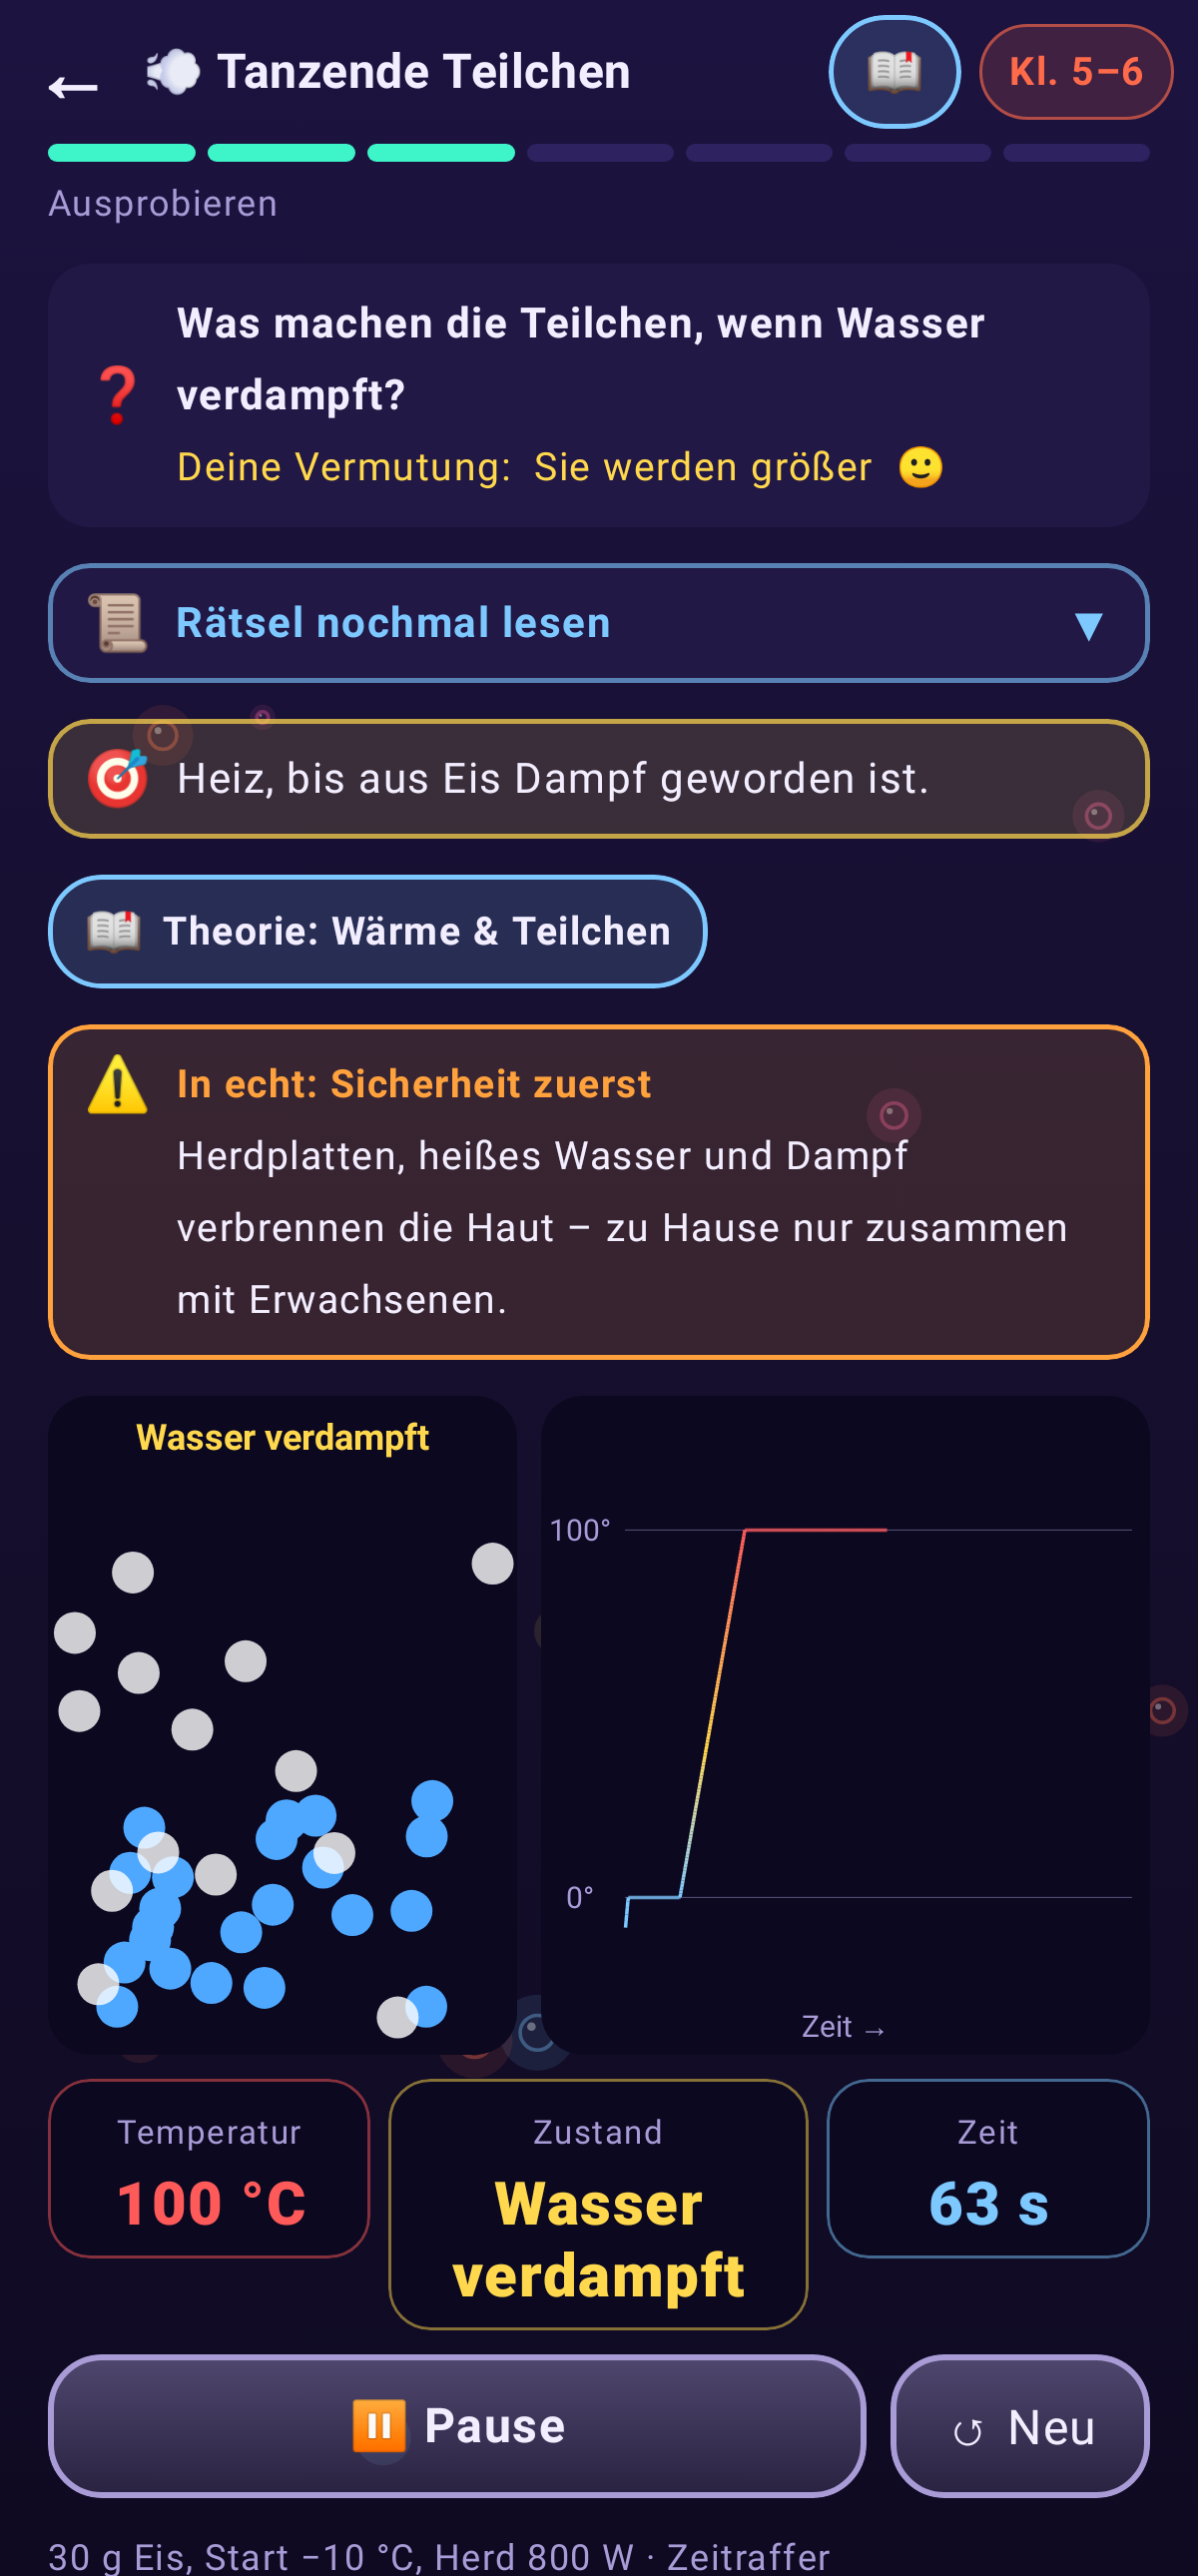 ← Tanzende Teilchen
Kl. 5–6
Ausprobieren
Was machen die Teilchen, wenn Wasser
verdampft?
Deine Vermutung: Sie werden größer
Rätsel nochmal lesen ▼
Heiz, bis aus Eis Dampf geworden ist.
Theorie: Wärme & Teilchen
In echt: Sicherheit zuerst
Herdplatten, heißes Wasser und Dampf
verbrennen die Haut – zu Hause nur zusammen
mit Erwachsenen.
Wasser verdampft
100°
0°
Zeit →
Temperatur
100 °C
Zustand
Wasser
verdampft
Zeit
63 s
Pause
↺ Neu
30 g Eis, Start −10 °C, Herd 800 W · Zeitraffer